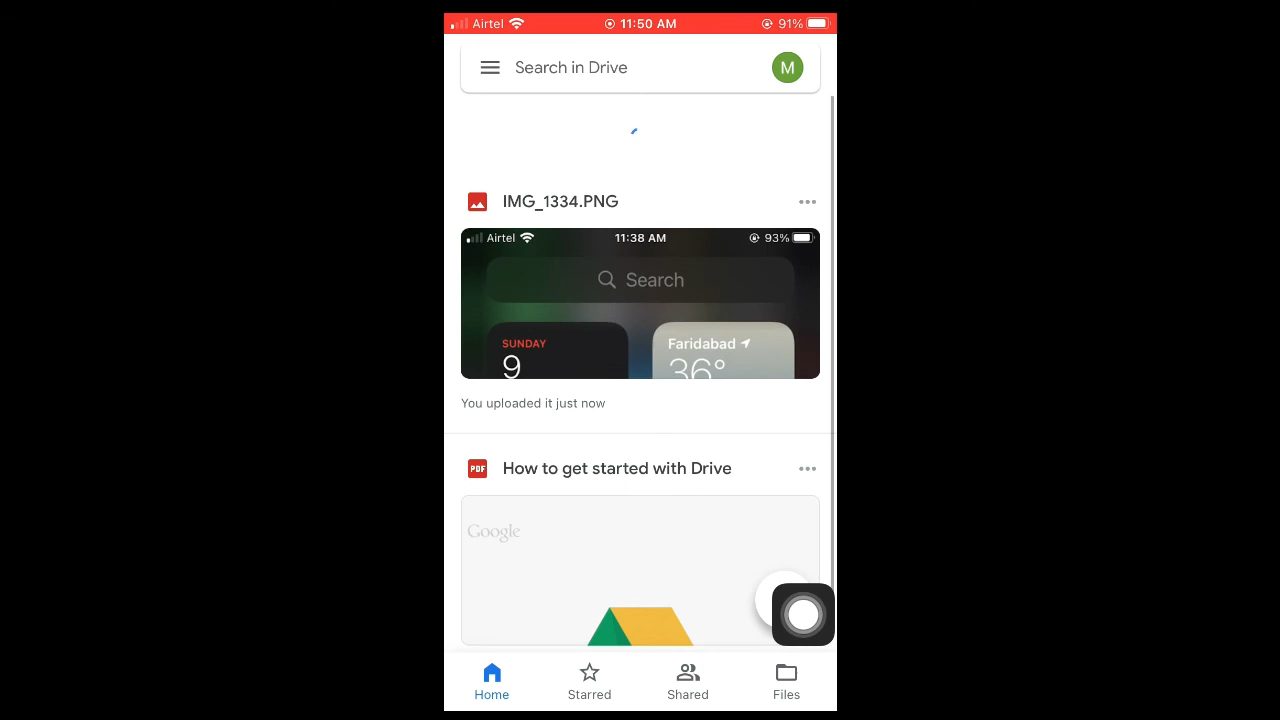 Airtel 11:50 AM 91%
Search in Drive M
IMG_1334.PNG
Airtel 11:38 AM 93%
Search
SUNDAY
9
Faridabad
36°
You uploaded it just now
PDF How to get started with Drive
Google
Home Starred Shared Files